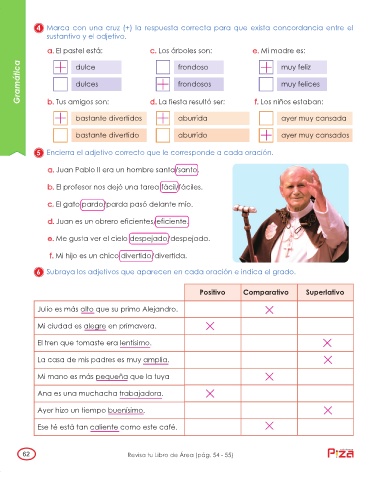 4 Marca con una cruz (+) la respuesta correcta para que exista concordancia entre el
sustantivo y el adjetivo.
a. El pastel está:
dulce
dulces
c. Los árboles son:
frondoso
frondosos
e. Mi madre es:
muy feliz
muy felices
b. Tus amigos son:
bastante divertidos
bastante divertido
d. La fiesta resultó ser:
aburrida
aburrido
f. Los niños estaban:
ayer muy cansada
ayer muy cansados
Gramática
5 Encierra el adjetivo correcto que le corresponde a cada oración.
a. Juan Pablo II era un hombre santa/santo.
b. El profesor nos dejó una tarea fácil/fáciles.
c. El gato pardo/parda pasó delante mío.
d. Juan es un obrero eficientes/eficiente.
e. Me gusta ver el cielo despejado/despejada.
f. Mi hijo es un chico divertido/divertida.
6 Subraya los adjetivos que aparecen en cada oración e indica el grado.
Positivo Comparativo Superlativo
Julio es más alto que su primo Alejandro.
Mi ciudad es alegre en primavera.
El tren que tomaste era lentísimo.
La casa de mis padres es muy amplia.
Mi mano es más pequeña que la tuya
Ana es una muchacha trabajadora.
Ayer hizo un tiempo buenísimo.
Ese té está tan caliente como este café.
62
Revisa tu Libro de Área (pág. 54 - 55)
Piza